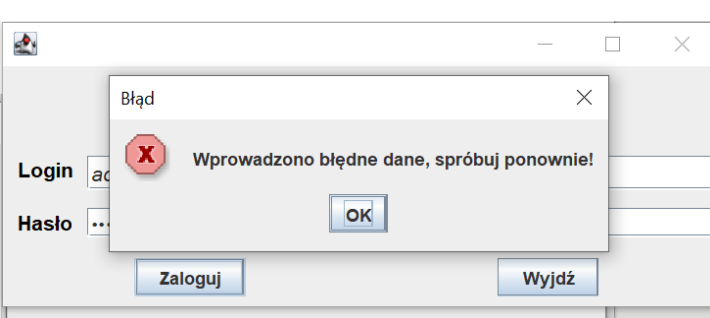 Błąd
Wprowadzono błędne dane, spróbuj ponownie!
Login
Hasło
OK
Zaloguj
Wyjdź